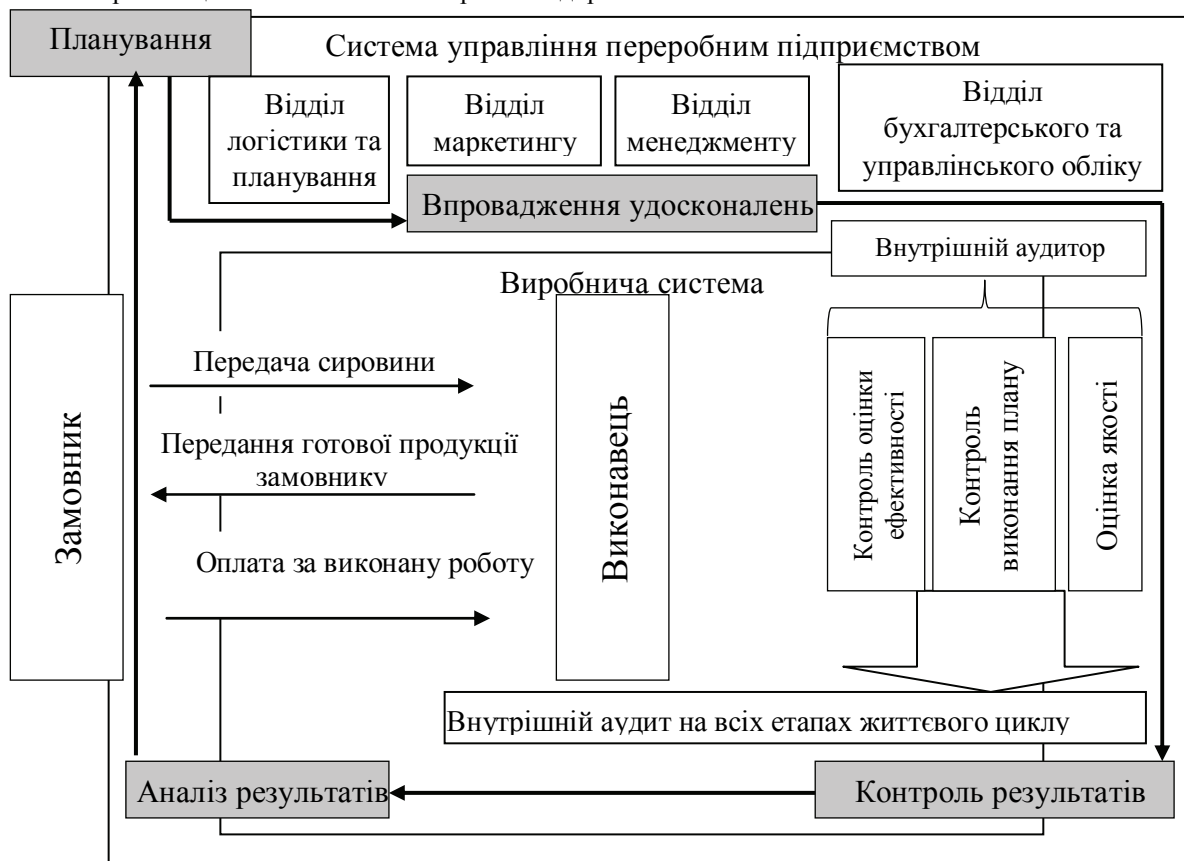 Планування
Система управління переробним підприємством
Відділ
логістики та
планування
Відділ
маркетингу
Відділ
менеджменту
Відділ
бухгалтерського та
управлінського обліку
Впровадження удосконалень
Внутрішній аудитор
Виробнича система
Замовник
Передача сировини
Передання готової продукції
замовнику
Оплата за виконану роботу
Виконавець
Контроль оцінки
ефективності
Контроль
виконання плану
Оцінка якості
Внутрішній аудит на всіх етапах життєвого циклу
Аналіз результатів
Контроль результатів